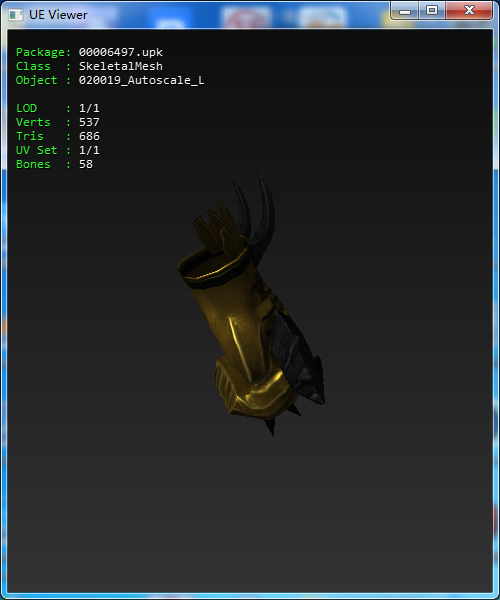 UE Viewer
Package: 00006497.upk
Class : SkeletalMesh
Object : 020019_Autoscale_L
LOD : 1/1
Verts : 537
Tris : 686
UV Set : 1/1
Bones : 58